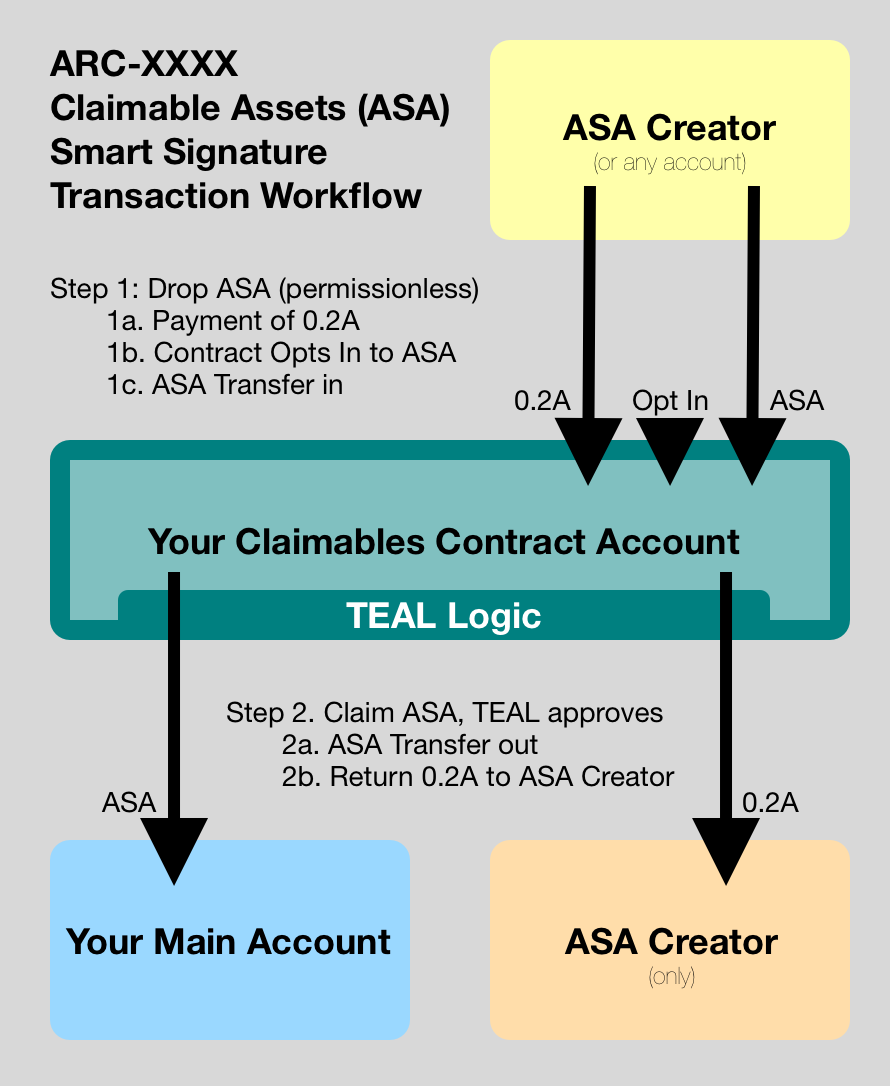 ARC-XXXX
Claimable Assets (ASA)
Smart Signature
Transaction Workflow
ASA Creator
(or any account)
Step 1: Drop ASA (permissionless)
1a. Payment of 0.2A
1b. Contract Opts In to ASA
1c. ASA Transfer in
0.2A
Opt In
ASA
Your Claimables Contract Account
TEAL Logic
Step 2. Claim ASA, TEAL approves
2a. ASA Transfer out
2b. Return 0.2A to ASA Creator
ASA
0.2A
Your Main Account
ASA Creator
(only)